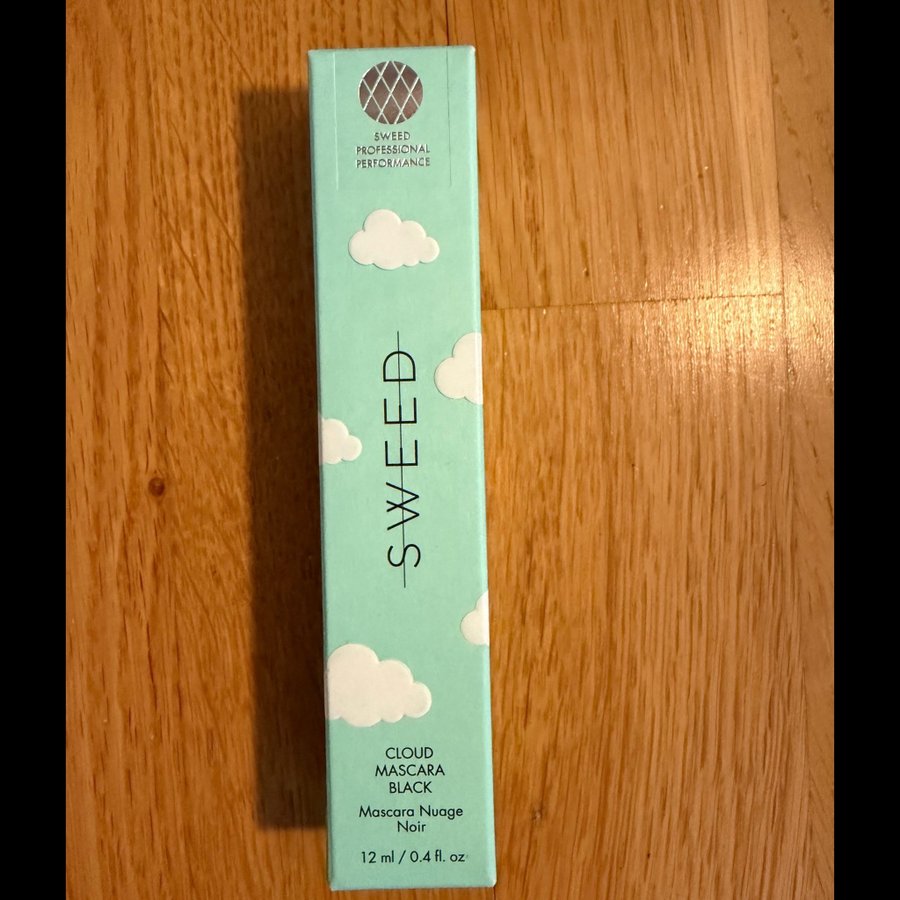 SWEED
PROFESSIONAL
PERFORMANCE
SWEED
CLOUD
MASCARA
BLACK
Mascara Nuage
Noir
12 ml / 0.4 fl. oz